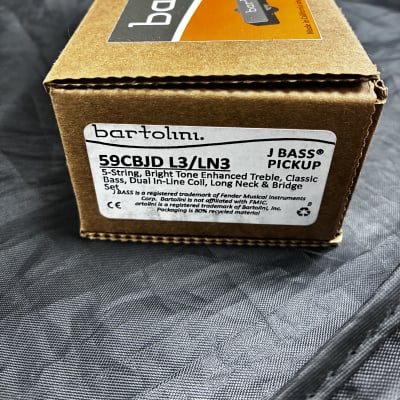 bartolini
bartolini.
59CBJD L3/LN3
J BASS®
PICKUP
5-String, Bright Tone Enhanced Treble, Classic
Bass, Dual In-Line Coil, Long Neck & Bridge
Set
J BASS is a registered trademark of Fender Musical Instruments
Corp. Bartolini is not affiliated with FMIC.
artolini is a registered trademark of Bartolini, Inc.
Packaging is 80% recycled material
CE